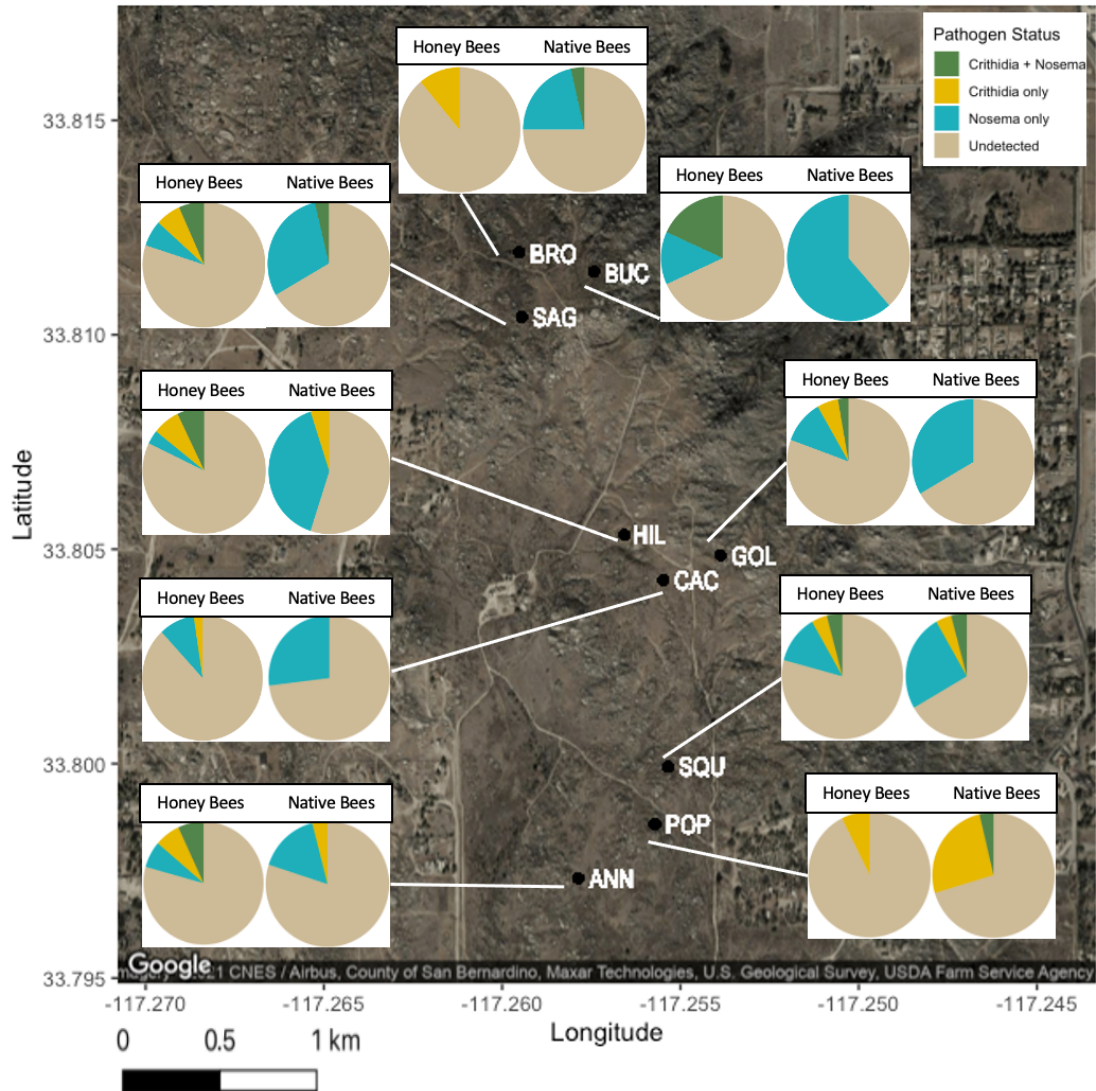 Honey Bees Native Bees
Pathogen Status
Crithidia + Nosema
Crithidia only
Nosema only
Undetected
33.815
Honey Bees Native Bees
Honey Bees Native Bees
BRO
BUC
SAG
33.810
Honey Bees Native Bees
Honey Bees Native Bees
Latitude
HIL
33.805
GOL
CAC
Honey Bees Native Bees
Honey Bees Native Bees
33.800
SQU
Honey Bees Native Bees
Honey Bees Native Bees
POP
ANN
Google
CNES / Airbus, County of San Bernardino, Maxar Technologies, U.S. Geological Survey, USDA Farm Service Agency
33.795
-117.270 -117.265 -117.260 -117.255 -117.250 -117.245
Longitude
0 0.5 1 km